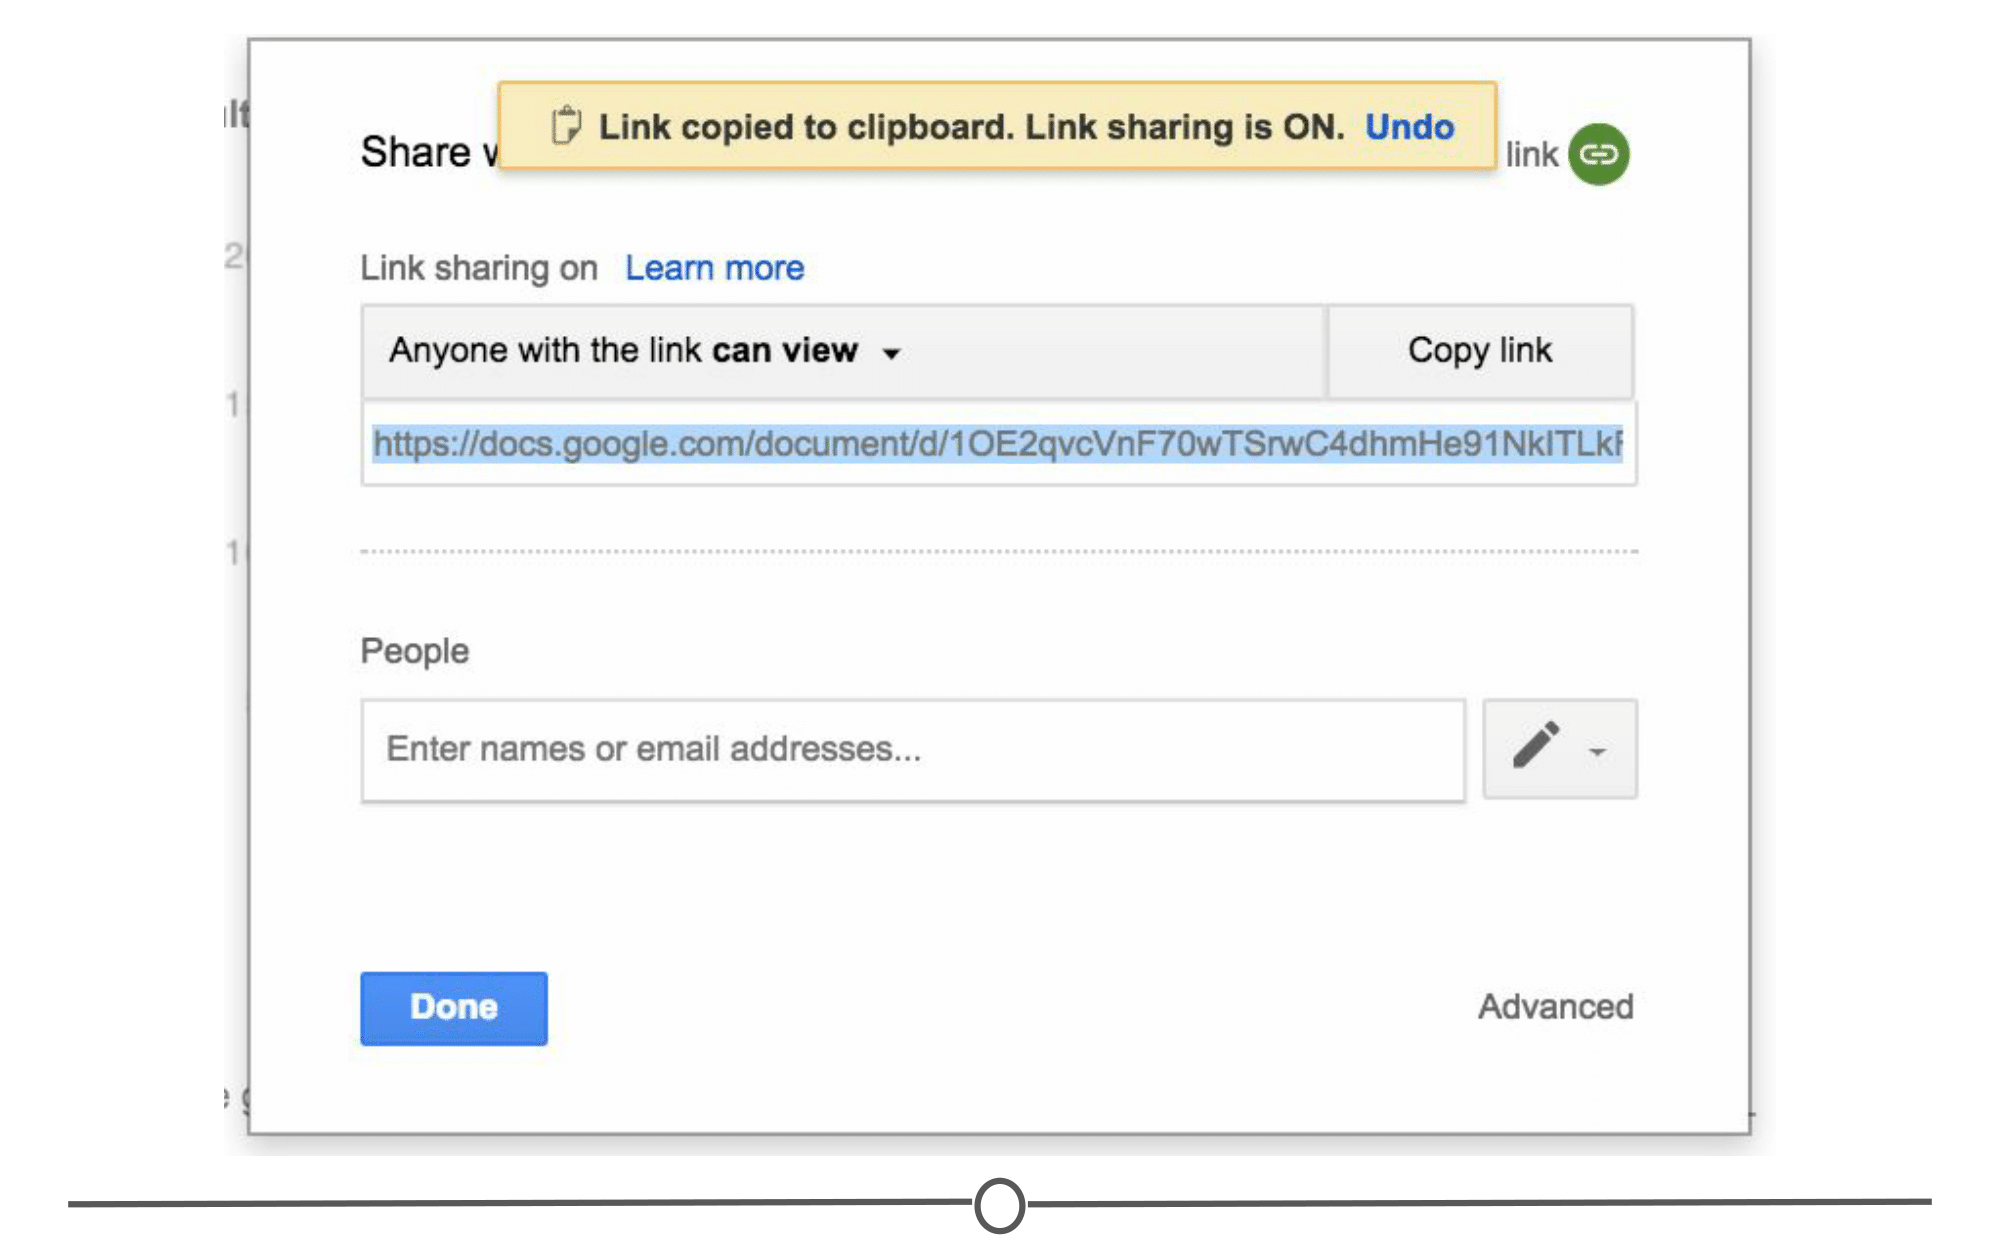 Link copied to clipboard. Link sharing is ON. Undo
Share
link
Link sharing on Learn more
Anyone with the link can view
Copy link
https://docs.google.com/document/d/1OE2qvcVnF70wTSrwC4dhmHe91NkITLk
People
Enter names or email addresses...
Done
Advanced